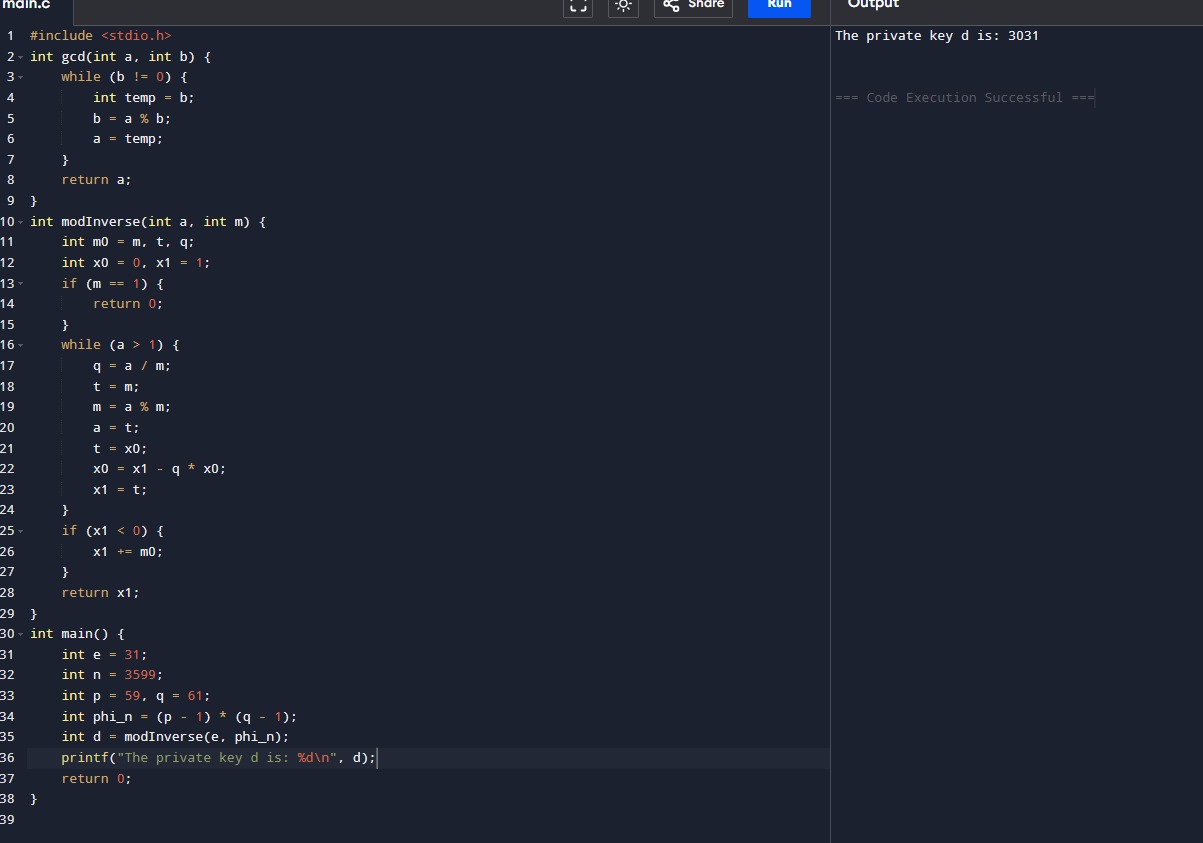 main.c
Share
Run
Output
1 #include <stdio.h>
2 int gcd(int a, int b) {
3     while (b != 0) {
4         int temp = b;
5         b = a % b;
6         a = temp;
7     }
8     return a;
9 }
10 int modInverse(int a, int m) {
11     int m0 = m, t, q;
12     int x0 = 0, x1 = 1;
13     if (m == 1) {
14         return 0;
15     }
16     while (a > 1) {
17         q = a / m;
18         t = m;
19         m = a % m;
20         a = t;
21         t = x0;
22         x0 = x1 - q * x0;
23         x1 = t;
24     }
25     if (x1 < 0) {
26         x1 += m0;
27     }
28     return x1;
29 }
30 int main() {
31     int e = 31;
32     int n = 3599;
33     int p = 59, q = 61;
34     int phi_n = (p - 1) * (q - 1);
35     int d = modInverse(e, phi_n);
36     printf("The private key d is: %d\n", d);
37     return 0;
38 }
39
The private key d is: 3031
=== Code Execution Successful ===